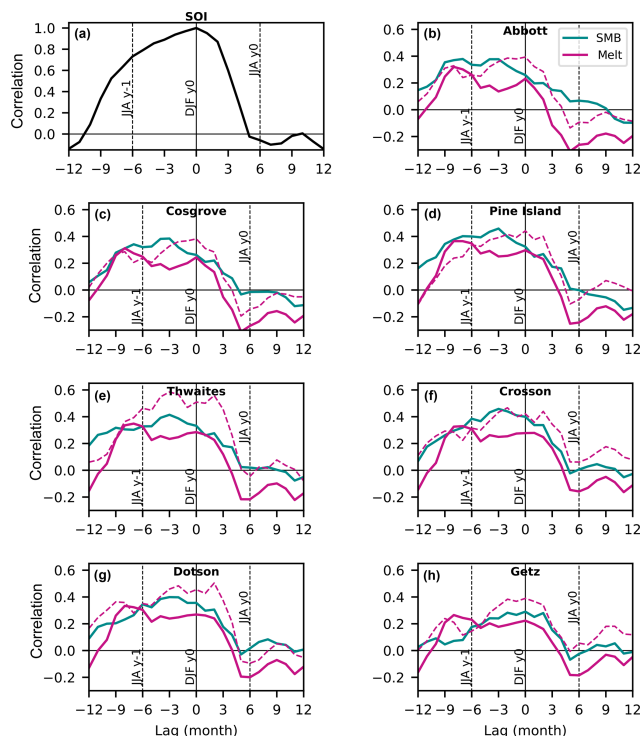 SOI
(a)
Correlation
1.0
0.8
0.6
0.4
0.2
0.0
JJA y-1
DJF y0
JJA y0
−12 −9 −6 −3 0 3 6 9 12
Abbott
(b)
SMB
Melt
0.6
0.4
0.2
0.0
−0.2
JJA y-1
DJF y0
−12 −9 −6 −3 0 3 6 9 12
Cosgrove
(c)
Correlation
0.6
0.4
0.2
0.0
−0.2
JJA y-1
DJF y0
JJA y0
−12 −9 −6 −3 0 3 6 9 12
Pine Island
(d)
0.6
0.4
0.2
0.0
−0.2
JJA y-1
DJF y0
JJA y0
−12 −9 −6 −3 0 3 6 9 12
Thwaites
(e)
Correlation
0.6
0.4
0.2
0.0
−0.2
JJA y-1
DJF y0
JJA y0
−12 −9 −6 −3 0 3 6 9 12
Crosson
(f)
0.6
0.4
0.2
0.0
−0.2
JJA y-1
DJF y0
JJA y0
−12 −9 −6 −3 0 3 6 9 12
Dotson
(g)
Correlation
0.6
0.4
0.2
0.0
−0.2
JJA y-1
DJF y0
JJA y0
−12 −9 −6 −3 0 3 6 9 12
Lag (month)
Getz
(h)
0.6
0.4
0.2
0.0
−0.2
JJA y-1
DJF y0
JJA y0
−12 −9 −6 −3 0 3 6 9 12
Lag (month)